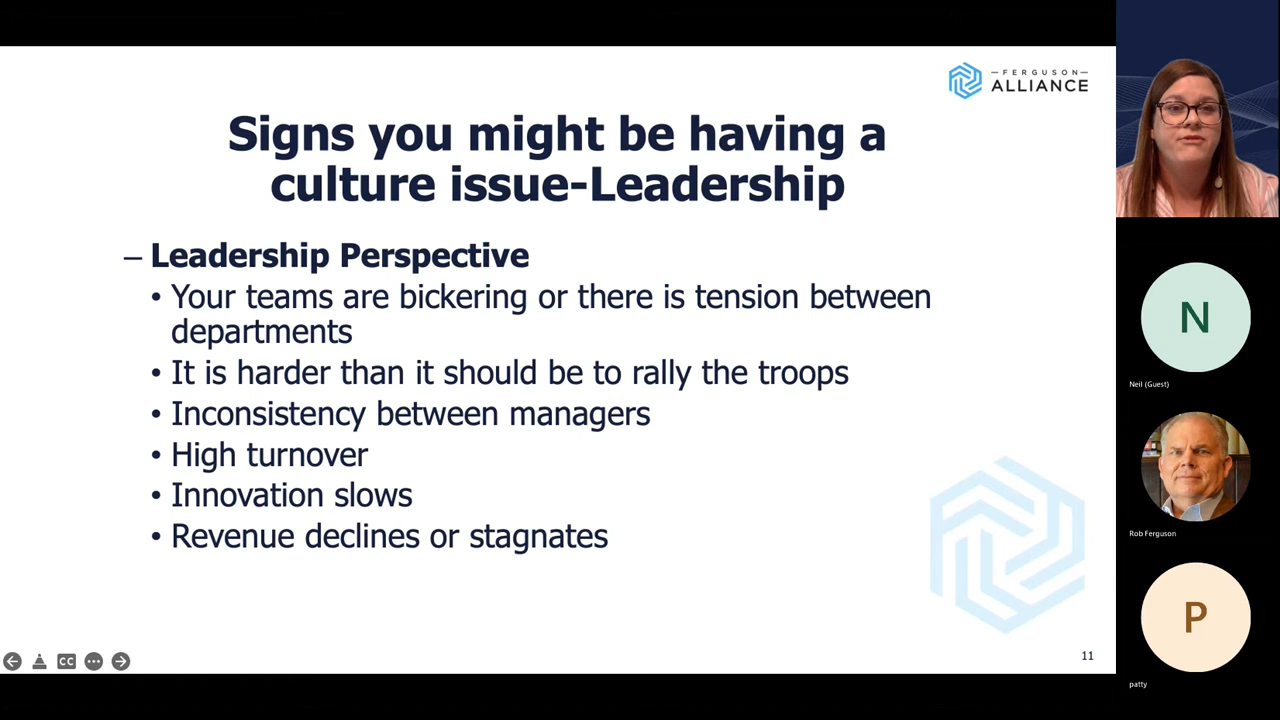 — FERGUSON —
ALLIANCE
Signs you might be having a
culture issue-Leadership
– Leadership Perspective
• Your teams are bickering or there is tension between
departments
• It is harder than it should be to rally the troops
• Inconsistency between managers
• High turnover
• Innovation slows
• Revenue declines or stagnates
CC
11
N
Neil (Guest)
Rob Ferguson
P
patty